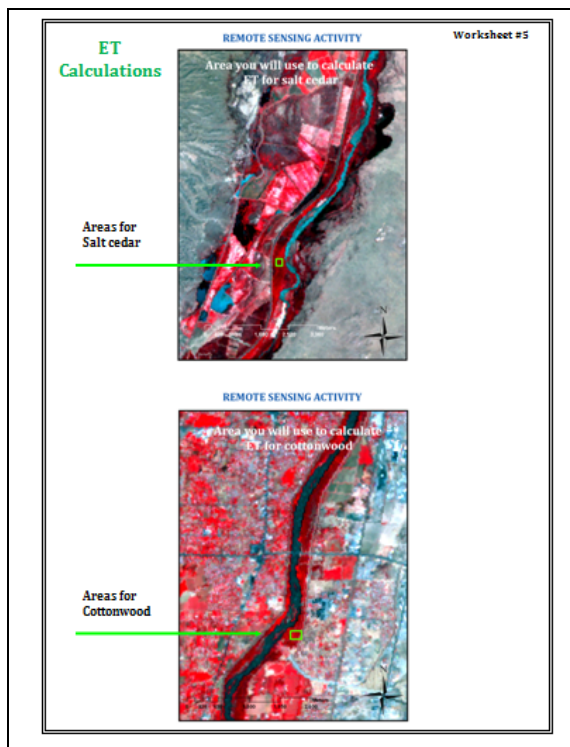 ET
Calculations
REMOTE SENSING ACTIVITY
Worksheet #5
Area you will use to calculate
ET for salt cedar
Areas for
Salt cedar
N
REMOTE SENSING ACTIVITY
Area you will use to calculate
ET for cottonwood
Areas for
Cottonwood